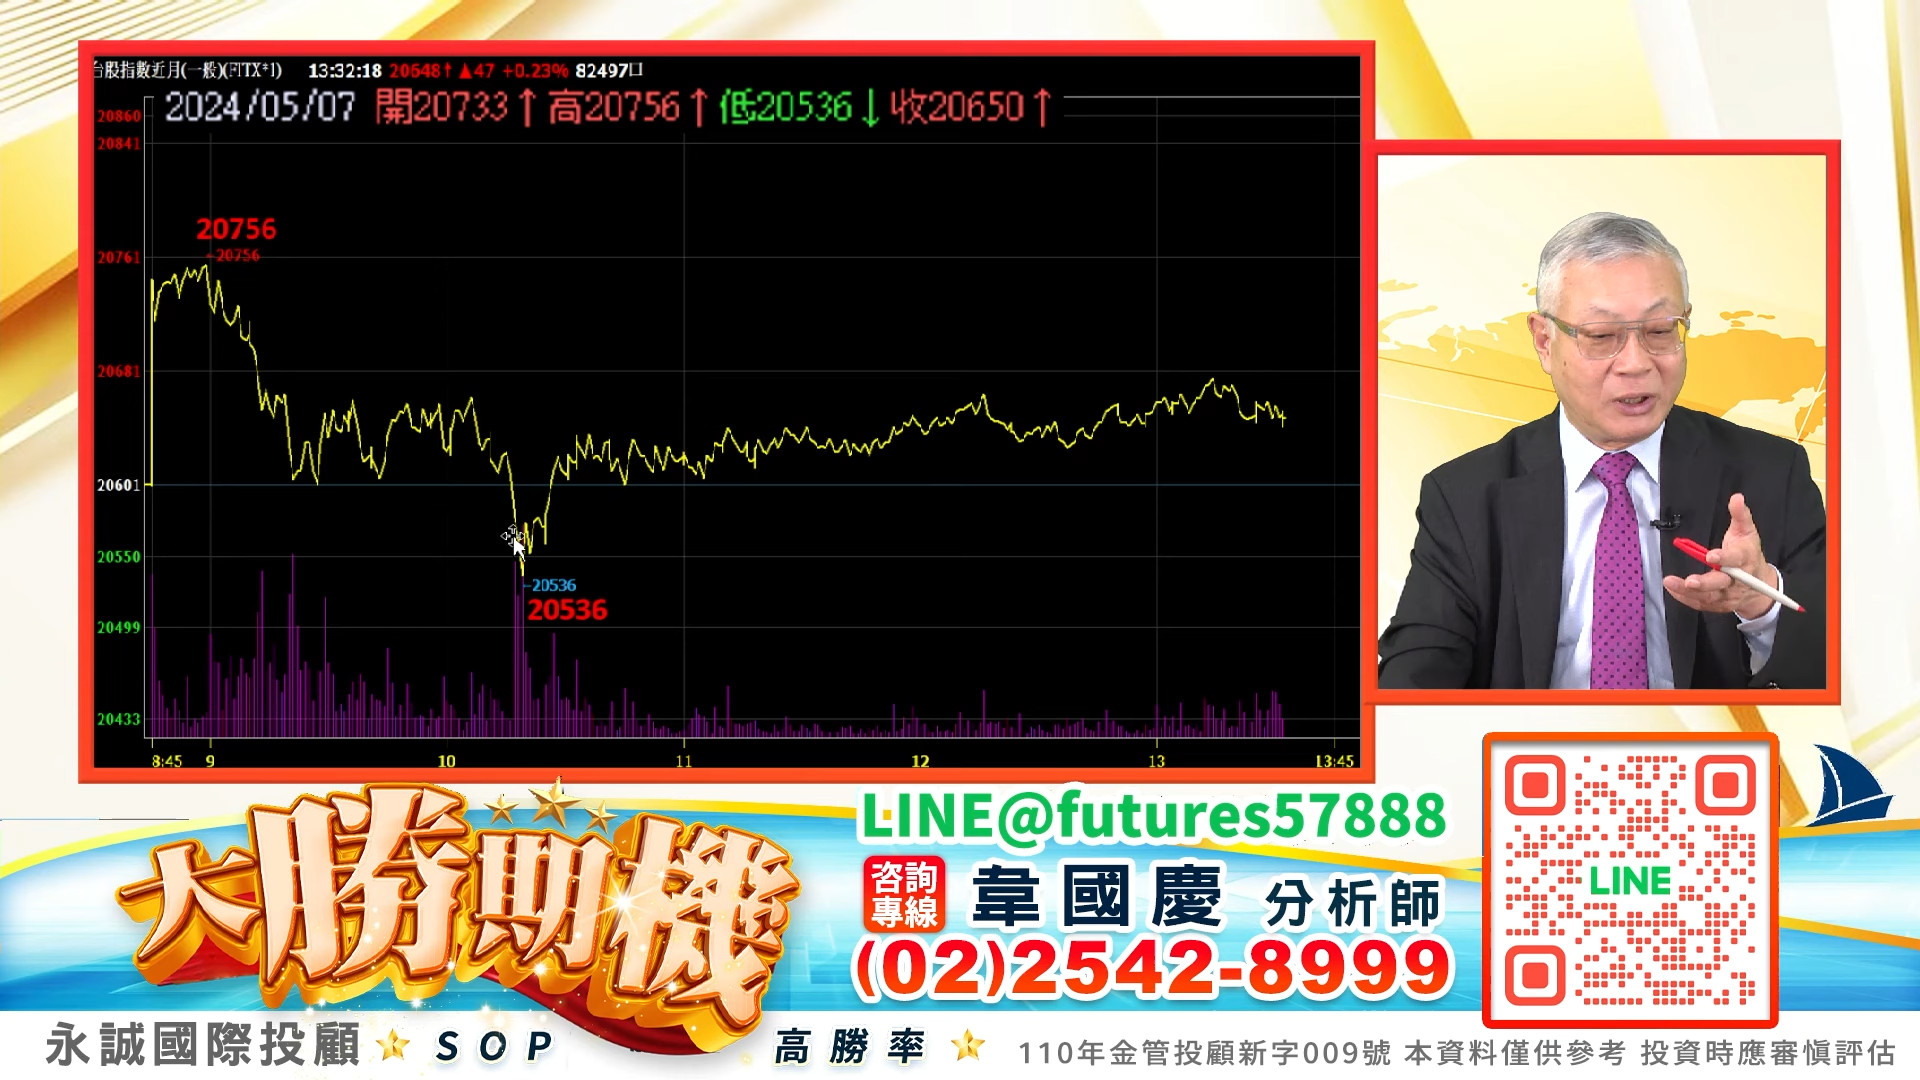 台股指數近月(一般)(FITX*1) 13:32:18 20648↑ ▲47 +0.23% 82497口
2024/05/07 開20733↑ 高20756↑ 低20536↓ 收20650↑
20860
20841
20756
←20756
20761
20681
20601
20550
←20536
20536
20499
20433
8:45 9 10 11 12 13 13:45
大勝期機
LINE@futures57888
咨詢專線
韋國慶 分析師
(02)2542-8999
LINE
永誠國際投顧 SOP 高勝率
110年金管投顧新字009號 本資料僅供參考 投資時應審慎評估